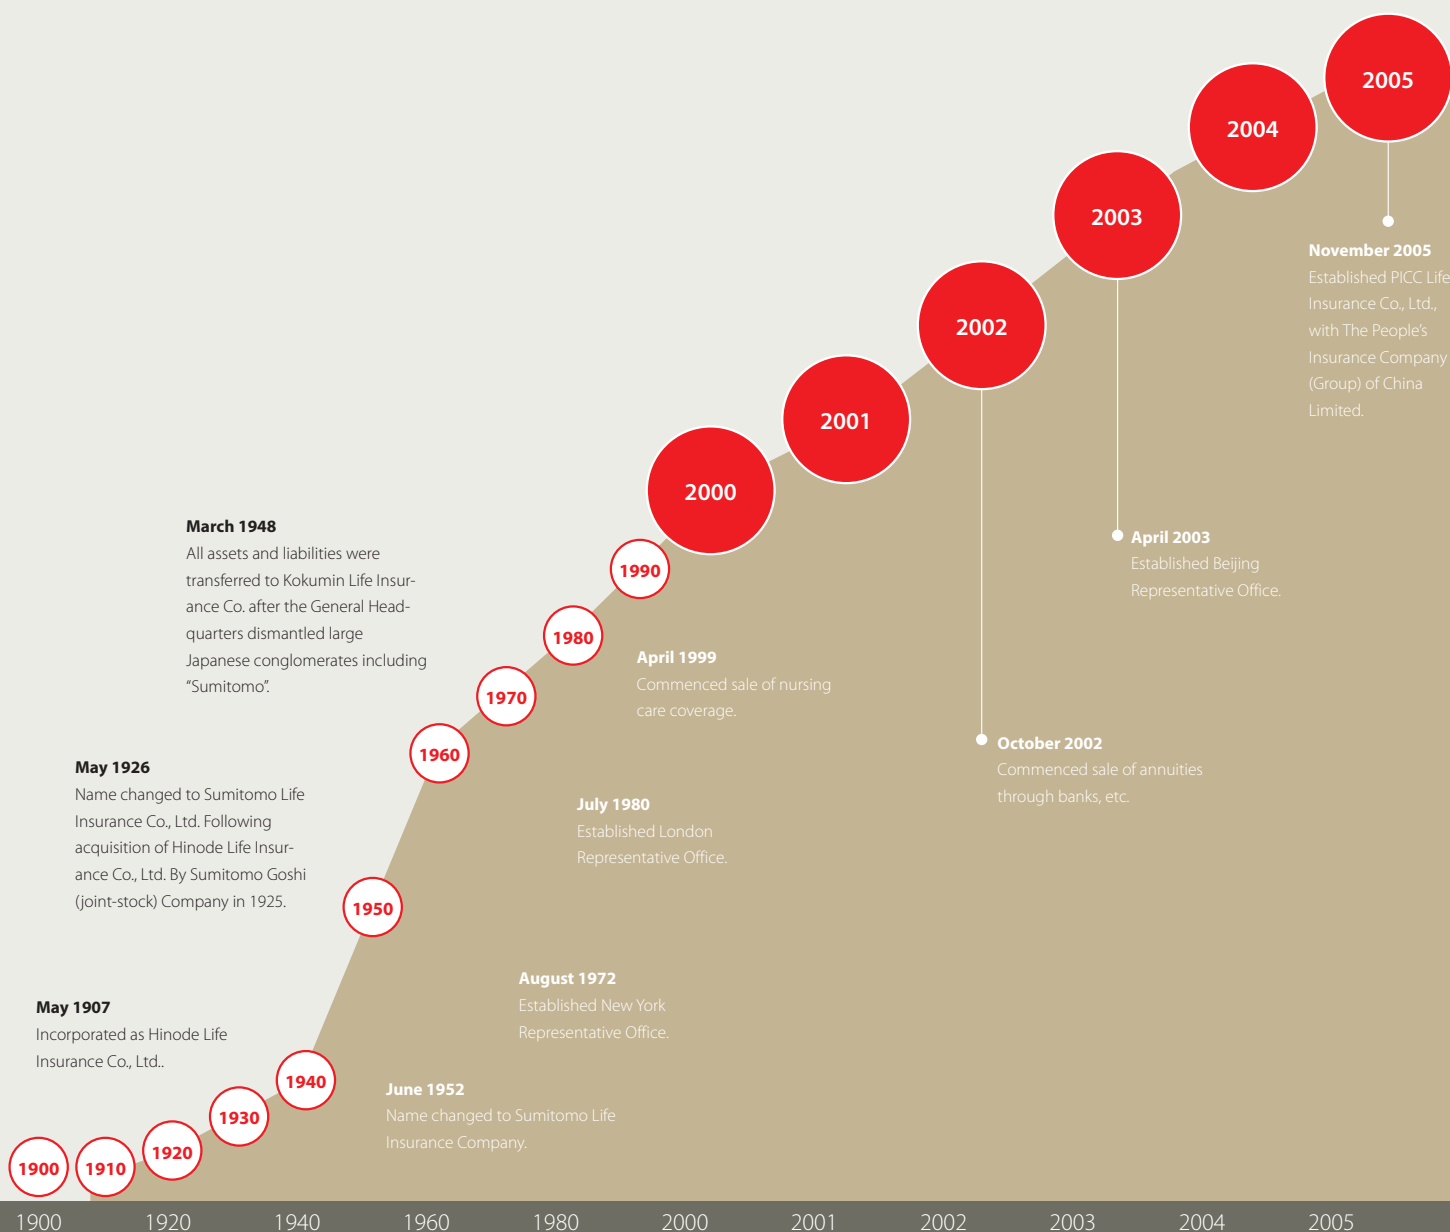 2005
2004
2003
November 2005
Established PICC Life
Insurance Co., Ltd.,
with The People's
Insurance Company
(Group) of China
Limited.
2002
2001
2000
March 1948
All assets and liabilities were
transferred to Kokumin Life Insur-
ance Co. after the General Head-
quarters dismantled large
Japanese conglomerates including
“Sumitomo”.
April 2003
Established Beijing
Representative Office.
1990
1980
April 1999
Commenced sale of nursing
care coverage.
1970
1960
October 2002
Commenced sale of annuities
through banks, etc.
May 1926
Name changed to Sumitomo Life
Insurance Co., Ltd. Following
acquisition of Hinode Life Insur-
ance Co., Ltd. By Sumitomo Goshi
(joint-stock) Company in 1925.
July 1980
Established London
Representative Office.
1950
August 1972
Established New York
Representative Office.
May 1907
Incorporated as Hinode Life
Insurance Co., Ltd..
1940
June 1952
Name changed to Sumitomo Life
Insurance Company.
1930
1920
1900
1910
1900 1920 1940 1960 1980 2000 2001 2002 2003 2004 2005